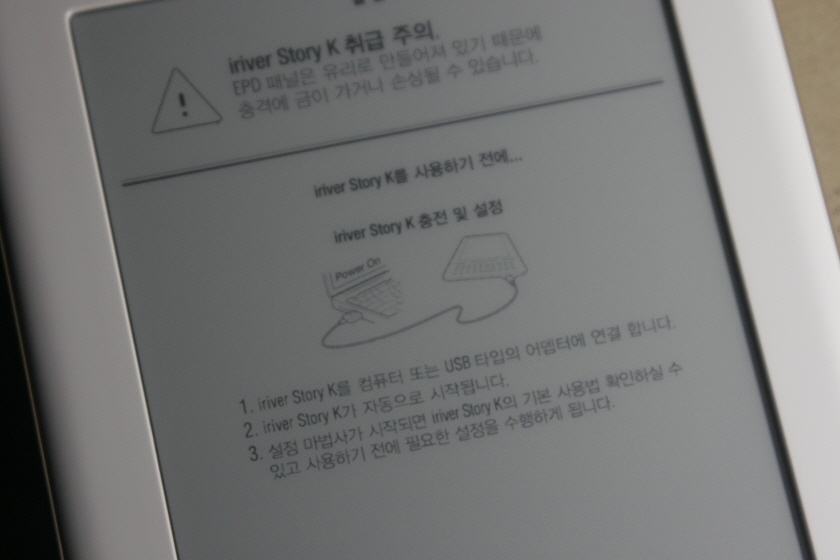 iriver Story K 취급 주의.
EPD 패널은 유리로 만들어져 있기 때문에
충격에 금이 가거나 손상될 수 있습니다.
iriver Story K를 사용하기 전에...
iriver Story K 충전 및 설정
Power On
1. iriver Story K를 컴퓨터 또는 USB 타입의 어뎁터에 연결 합니다.
2. iriver Story K가 자동으로 시작됩니다.
3. 설정 마법사가 시작되면 iriver Story K의 기본 사용법 확인하실 수
있고 사용하기 전에 필요한 설정을 수행하게 됩니다.